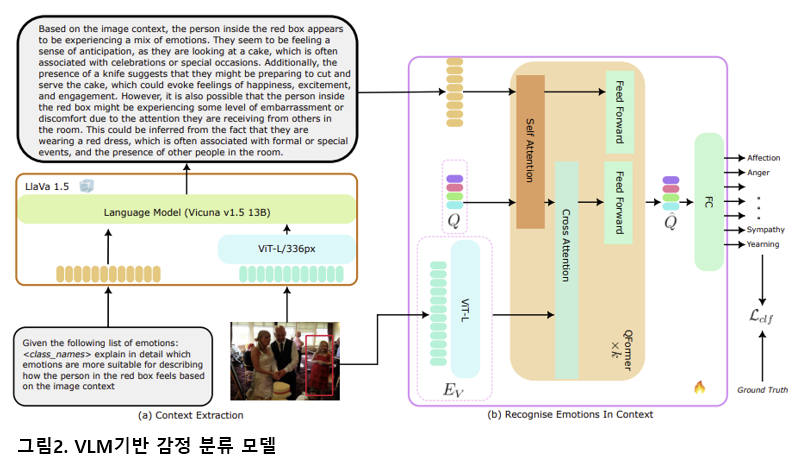 Based on the image context, the person inside the red box appears
to be experiencing a mix of emotions. They seem to be feeling a
sense of anticipation, as they are looking at a cake, which is often
associated with celebrations or special occasions. Additionally, the
presence of a knife suggests that they might be preparing to cut and
serve the cake, which could evoke feelings of happiness, excitement,
and engagement. However, it is also possible that the person inside
the red box might be experiencing some level of embarrassment or
discomfort due to the attention they are receiving from others in
the room. This could be inferred from the fact that they are
wearing a red dress, which is often associated with formal or special
events, and the presence of other people in the room.
LLaVa 1.5
Language Model (Vicuna v1.5 13B)
ViT-L/336px
Given the following list of emotions:
<class_names> explain in detail which
emotions are more suitable for describing
how the person in the red box feels based on
the image context
(a) Context Extraction
Self Attention
Feed Forward
Cross Attention
Feed Forward
Q
Q̂
ViT-L
E_V
QFormer
×k
FC
Affection
Anger
Sympathy
Yearning
L_clf
Ground Truth
(b) Recognise Emotions In Context
그림2. VLM기반 감정 분류 모델